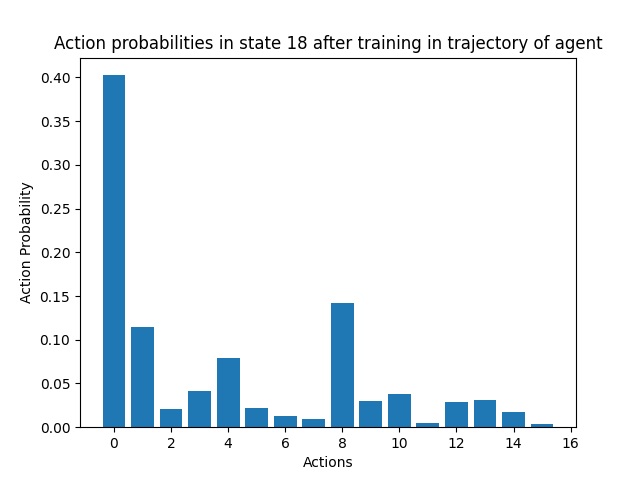 Action probabilities in state 18 after training in trajectory of agent
0.40
0.35
0.30
0.25
0.20
0.15
0.10
0.05
0.00
Action Probability
0 2 4 6 8 10 12 14 16
Actions